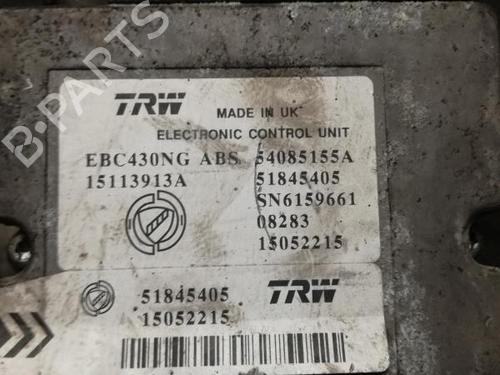 B-PARTS
TRW MADE IN UK
ELECTRONIC CONTROL UNIT
EBC430NG ABS 54085155A
15113913A 51845405
SN6159661
08283
15052215
51845405 TRW
15052215